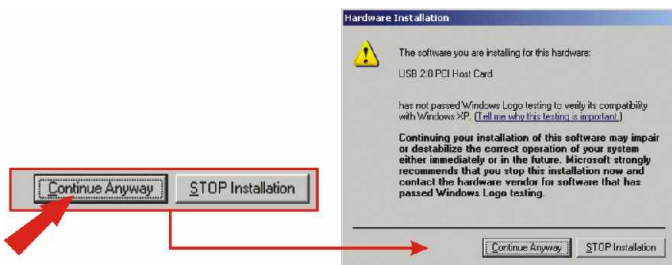 Hardware Installation
The software you are installing for this hardware:
USB 2.0 PCI Host Card
has not passed Windows Logo testing to verify its compatibility
with Windows XP. (Tell me why this testing is important.)
Continuing your installation of this software may impair
or destabilize the correct operation of your system
either immediately or in the future. Microsoft strongly
recommends that you stop this installation now and
contact the hardware vendor for software that has
passed Windows Logo testing.
Continue Anyway STOP Installation
Continue Anyway STOP Installation